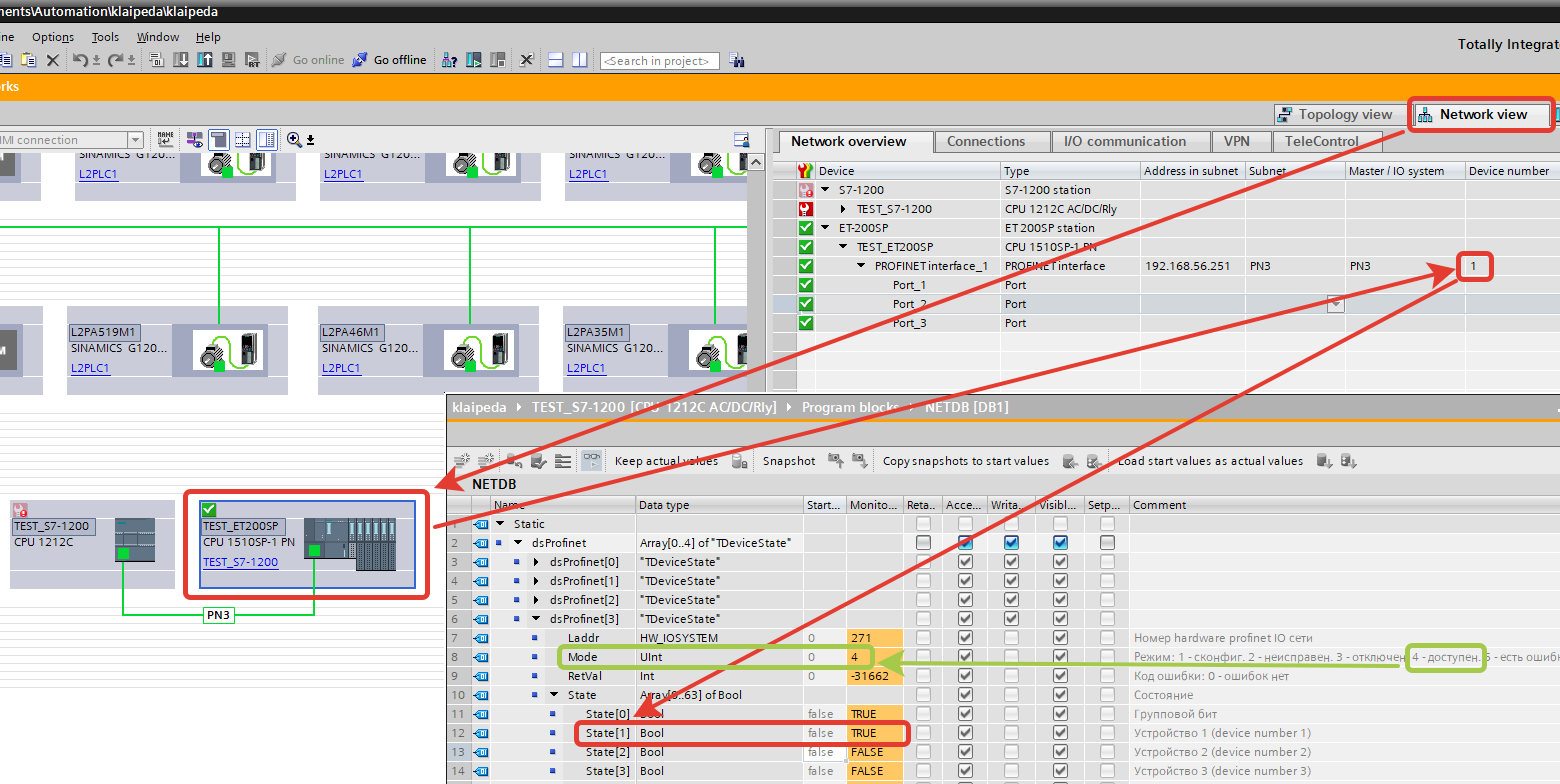 nents\Automation\klaipeda\klaipeda
ine Options Tools Window Help
Go online Go offline <Search in project>
Totally Integrat
rks
Topology view Network view
MI connection
NAME
Network overview Connections I/O communication VPN TeleControl
SINAMICS G120... SINAMICS G120... SINAMICS G120...
L2PLC1 L2PLC1 L2PLC1
Device Type Address in subnet Subnet Master / IO system Device number
S7-1200 S7-1200 station
TEST_S7-1200 CPU 1212C AC/DC/Rly
ET-200SP ET 200SP station
TEST_ET200SP CPU 1510SP-1 PN
PROFINET interface_1 PROFINET interface 192.168.56.251 PN3 PN3 1
Port_1 Port
Port_2 Port
Port_3 Port
L2PA519M1 L2PA46M1 L2PA35M1
SINAMICS G120... SINAMICS G120... SINAMICS G120...
L2PLC1 L2PLC1 L2PLC1
TEST_S7-1200
CPU 1212C
TEST_ET200SP
CPU 1510SP-1 PN
TEST_S7-1200
PN3
klaipeda TEST_S7-1200 [CPU 1212C AC/DC/Rly] Program blocks NETDB [DB1]
Keep actual values Snapshot Copy snapshots to start values Load start values as actual values
NETDB
Name Data type Start... Monito... Reta.. Acce... Writa... Visibl... Setp... Comment
1 Static
2 dsProfinet Array[0..4] of "TDeviceState"
3 dsProfinet[0] "TDeviceState"
4 dsProfinet[1] "TDeviceState"
5 dsProfinet[2] "TDeviceState"
6 dsProfinet[3] "TDeviceState"
7 Laddr HW_IOSYSTEM 0 271 Номер hardware profinet IO сети
8 Mode UInt 0 4 Режим: 1 - сконфиг. 2 - неисправен. 3 - отключен. 4 - доступен. 5 - есть ошибк
9 RetVal Int 0 -31662 Код ошибки: 0 - ошибок нет
10 State Array[0..63] of Bool Состояние
11 State[0] Bool false TRUE Групповой бит
12 State[1] Bool false TRUE Устройство 1 (device number 1)
13 State[2] Bool false FALSE Устройство 2 (device number 2)
14 State[3] Bool false FALSE Устройство 3 (device number 3)